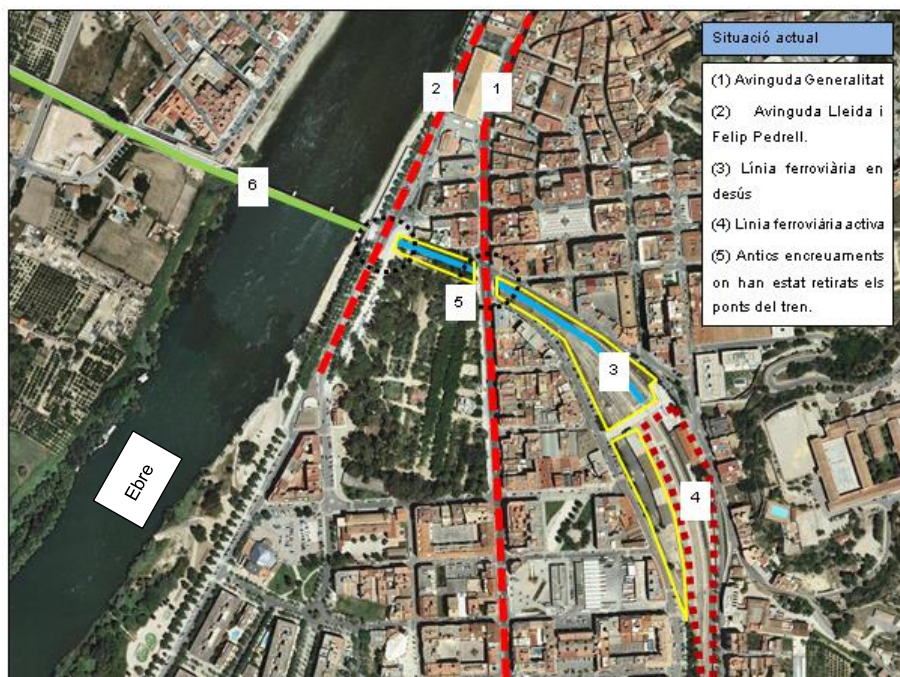 Situació actual
(1) Avinguda Generalitat
(2) Avinguda Lleida i
Felip Pedrell.
(3) Línia ferroviària en
desús
(4) Línia ferroviària activa
(5) Antics encreuaments
on han estat retirats els
ponts del tren.
2
1
6
5
3
4
Ebre